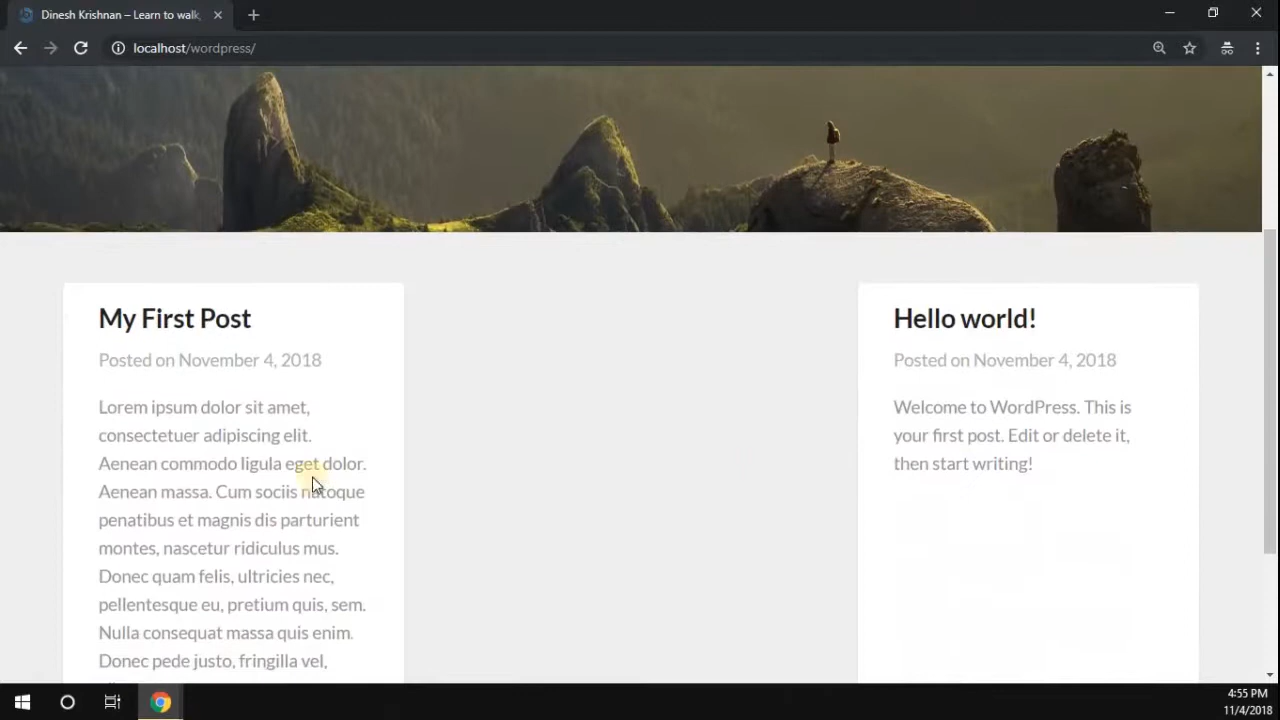 Dinesh Krishnan – Learn to walk,
localhost/wordpress/
My First Post
Posted on November 4, 2018
Lorem ipsum dolor sit amet,
consectetuer adipiscing elit.
Aenean commodo ligula eget dolor.
Aenean massa. Cum sociis natoque
penatibus et magnis dis parturient
montes, nascetur ridiculus mus.
Donec quam felis, ultricies nec,
pellentesque eu, pretium quis, sem.
Nulla consequat massa quis enim.
Donec pede justo, fringilla vel,
Hello world!
Posted on November 4, 2018
Welcome to WordPress. This is
your first post. Edit or delete it,
then start writing!
4:55 PM
11/4/2018